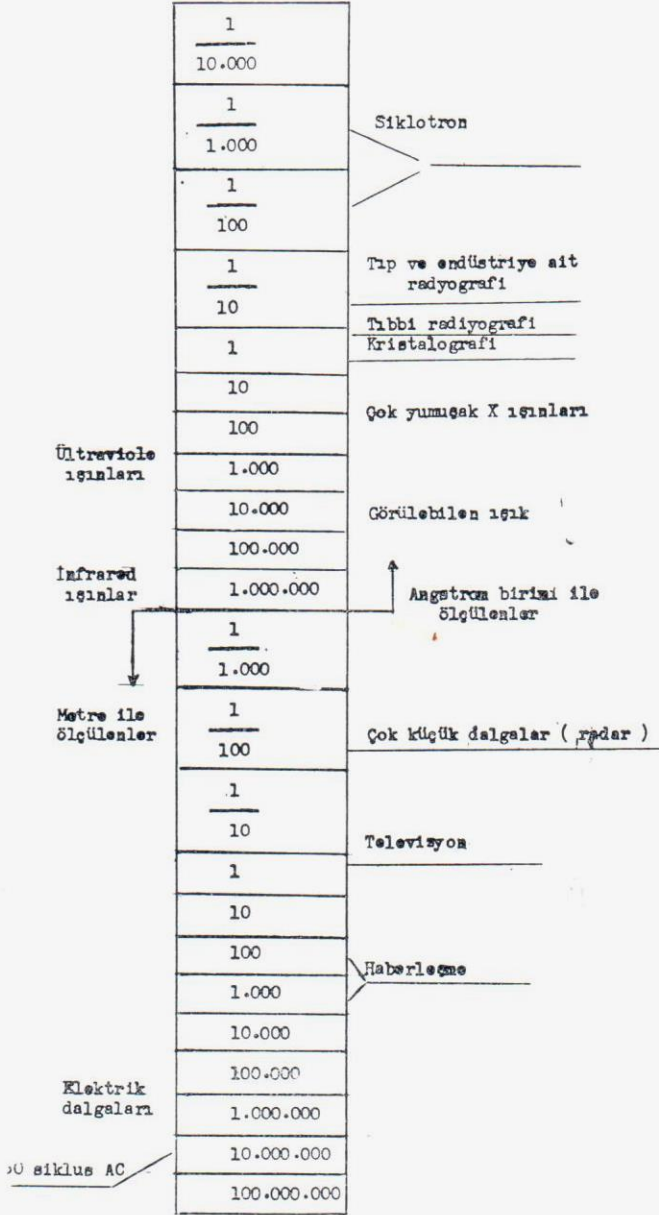 1
10.000
1
1.000
Siklotron
1
100
1
10
Tıp ve endüstriye ait
radyografi
Tıbbi radiyografi
1
Kristalografi
10
Çok yumuşak X ışınları
100
Ültraviole
ışınları
1.000
10.000
Görülebilen ışık
100.000
İnfrared
ışınlar
1.000.000
Angstrom birimi ile
ölçülenler
1
1.000
Metre ile
ölçülenler
1
100
Çok küçük dalgalar ( radar )
1
10
Televisyon
1
10
100
Haberleşme
1.000
10.000
100.000
Elektrik
dalgaları
1.000.000
10.000.000
siklus AC
100.000.000